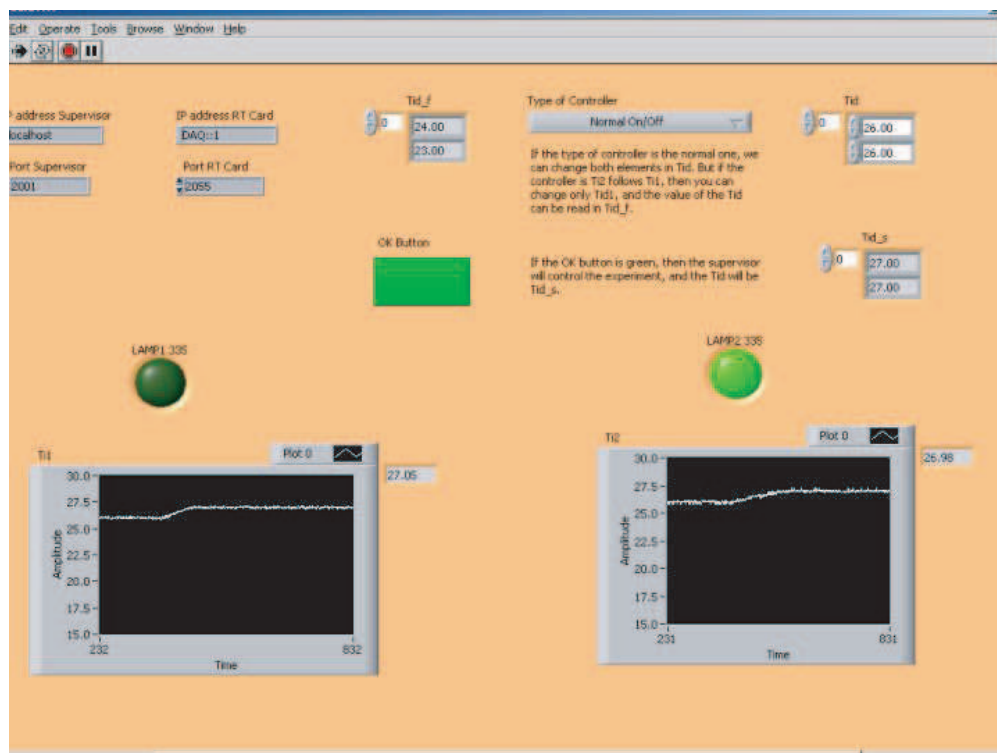 Edit Operate Tools Browse Window Help
IP address Supervisor
localhost
IP address RT Card
DAQ::1
Port Supervisor
2001
Port RT Card
2055
Tid_f
0
24.00
23.00
Type of Controller
Normal On/Off
If the type of controller is the normal one, we
can change both elements in Tid. But if the
controller is Ti2 follows Ti1, then you can
change only Tid1, and the value of the Tid
can be read in Tid_f.
Tid
0
26.00
26.00
OK Button
If the OK button is green, then the supervisor
will control the experiment, and the Tid will be
Tid_s.
Tid_s
0
27.00
27.00
LAMP1 335
LAMP2 335
Ti1
Plot 0
27.05
30.0
27.5
25.0
22.5
20.0
17.5
15.0
Amplitude
232
832
Time
Ti2
Plot 0
26.98
30.0
27.5
25.0
22.5
20.0
17.5
15.0
Amplitude
231
831
Time